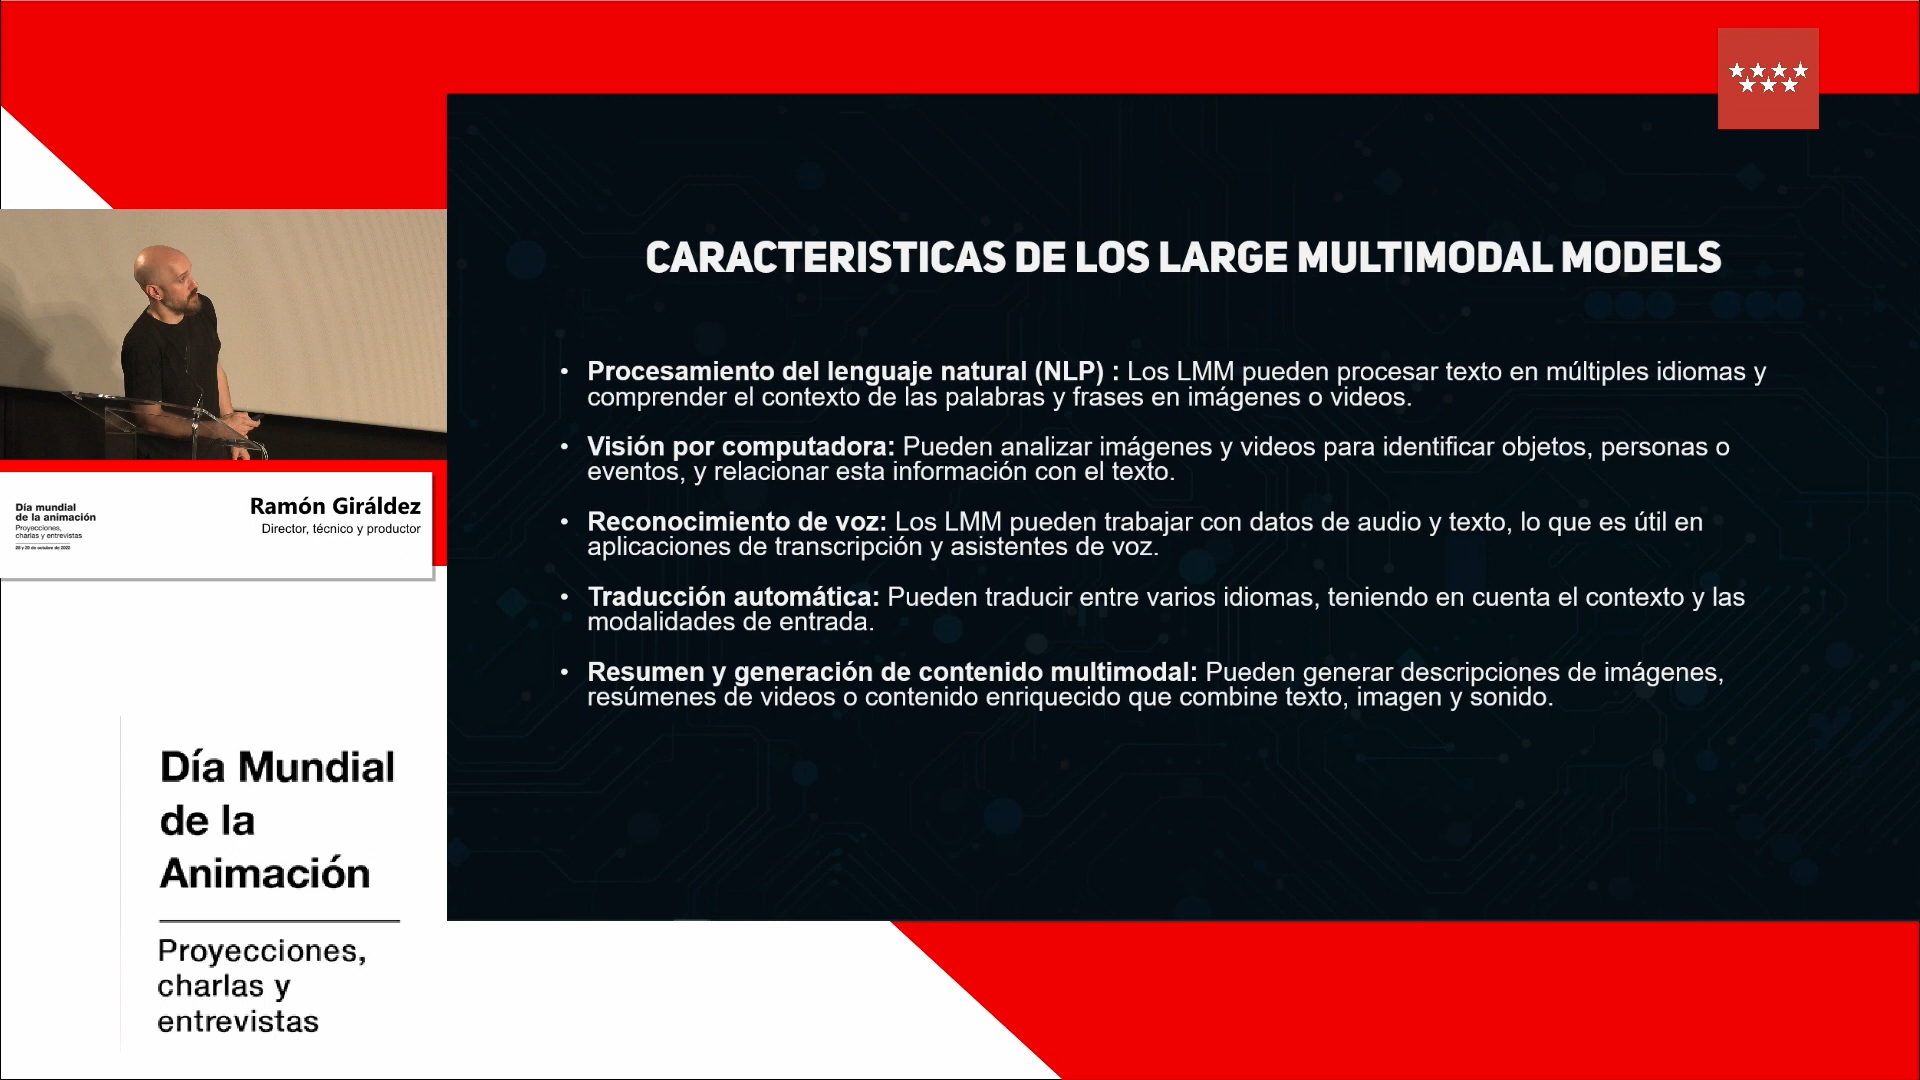 CARACTERISTICAS DE LOS LARGE MULTIMODAL MODELS
• Procesamiento del lenguaje natural (NLP) : Los LMM pueden procesar texto en múltiples idiomas y
comprender el contexto de las palabras y frases en imágenes o videos.
• Visión por computadora: Pueden analizar imágenes y videos para identificar objetos, personas o
eventos, y relacionar esta información con el texto.
• Reconocimiento de voz: Los LMM pueden trabajar con datos de audio y texto, lo que es útil en
aplicaciones de transcripción y asistentes de voz.
• Traducción automática: Pueden traducir entre varios idiomas, teniendo en cuenta el contexto y las
modalidades de entrada.
• Resumen y generación de contenido multimodal: Pueden generar descripciones de imágenes,
resúmenes de videos o contenido enriquecido que combine texto, imagen y sonido.
Día mundial
de la animación
Proyecciones,
charlas y entrevistas
Ramón Giráldez
Director, técnico y productor
Día Mundial
de la
Animación
Proyecciones,
charlas y
entrevistas